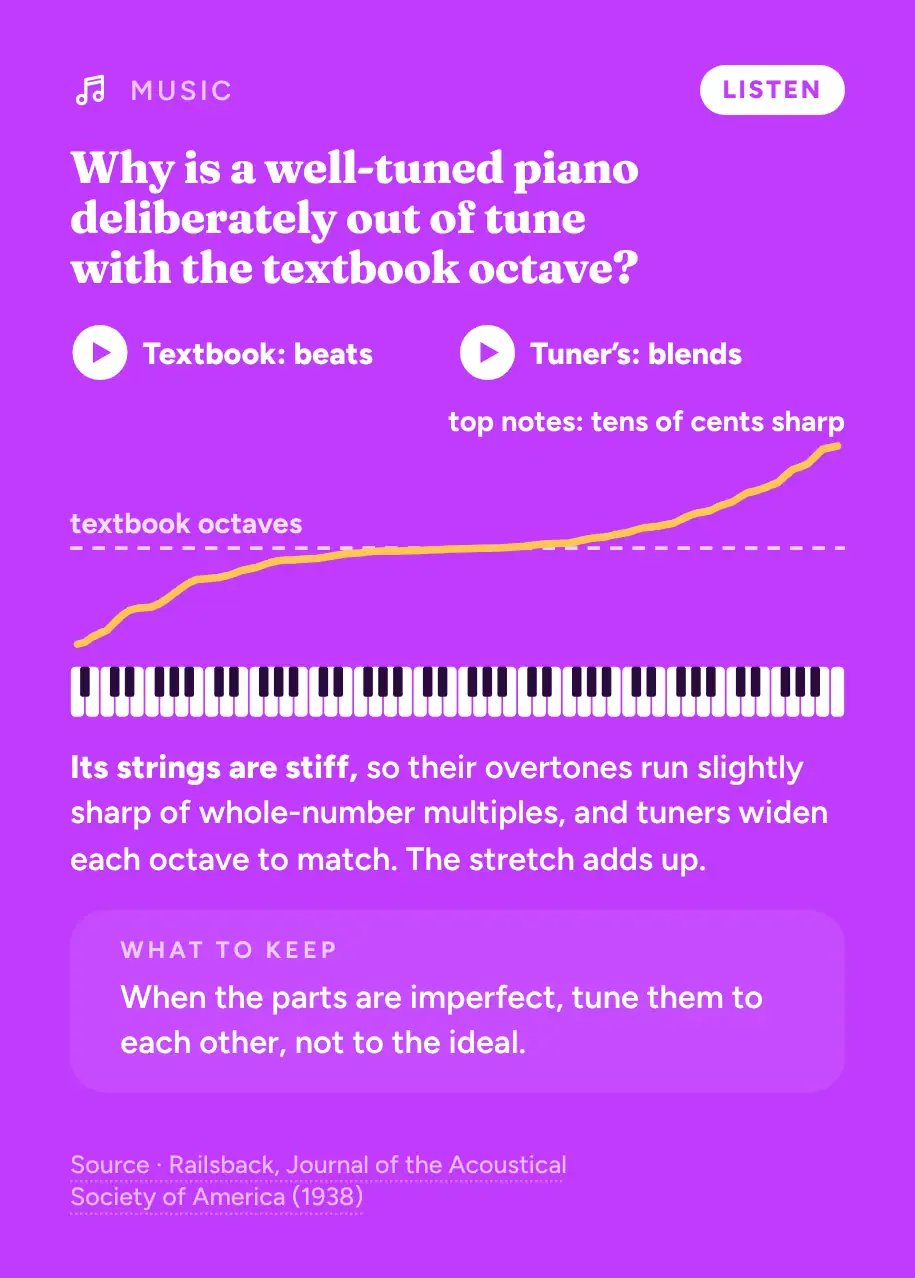 MUSIC
LISTEN
Why is a well-tuned piano
deliberately out of tune
with the textbook octave?
Textbook: beats
Tuner’s: blends
top notes: tens of cents sharp
textbook octaves
Its strings are stiff, so their overtones run slightly
sharp of whole-number multiples, and tuners widen
each octave to match. The stretch adds up.
WHAT TO KEEP
When the parts are imperfect, tune them to
each other, not to the ideal.
Source · Railsback, Journal of the Acoustical
Society of America (1938)